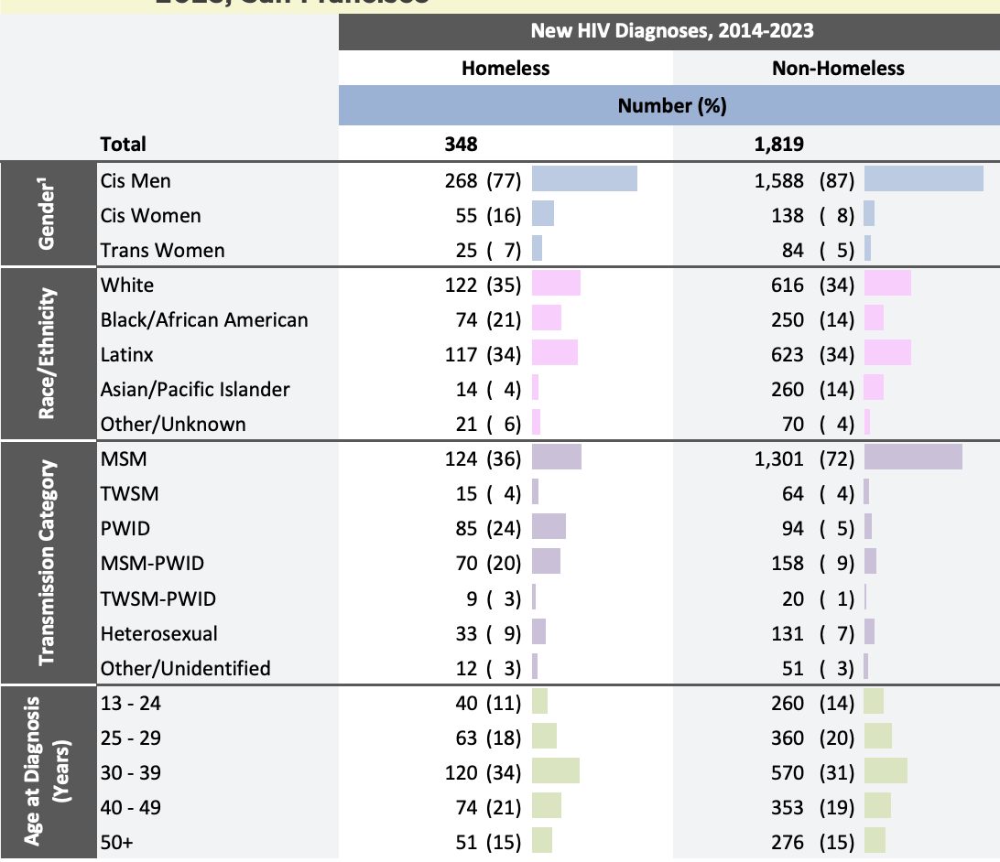 2023, San Francisco
New HIV Diagnoses, 2014-2023
Homeless Non-Homeless
Number (%)
Total 348 1,819
Gender¹
Cis Men 268 (77) 1,588 (87)
Cis Women 55 (16) 138 ( 8)
Trans Women 25 ( 7) 84 ( 5)
Race/Ethnicity
White 122 (35) 616 (34)
Black/African American 74 (21) 250 (14)
Latinx 117 (34) 623 (34)
Asian/Pacific Islander 14 ( 4) 260 (14)
Other/Unknown 21 ( 6) 70 ( 4)
Transmission Category
MSM 124 (36) 1,301 (72)
TWSM 15 ( 4) 64 ( 4)
PWID 85 (24) 94 ( 5)
MSM-PWID 70 (20) 158 ( 9)
TWSM-PWID 9 ( 3) 20 ( 1)
Heterosexual 33 ( 9) 131 ( 7)
Other/Unidentified 12 ( 3) 51 ( 3)
Age at Diagnosis
(Years)
13 - 24 40 (11) 260 (14)
25 - 29 63 (18) 360 (20)
30 - 39 120 (34) 570 (31)
40 - 49 74 (21) 353 (19)
50+ 51 (15) 276 (15)